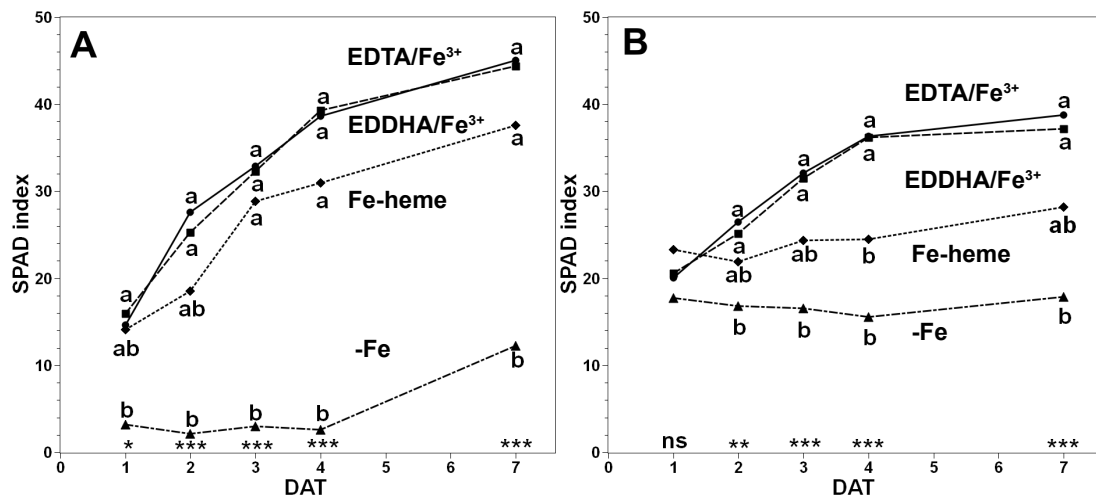 A
SPAD index
50
40
30
20
10
0
EDTA/Fe³⁺
EDDHA/Fe³⁺
Fe-heme
-Fe
a a a a a
a a a a
ab ab a a a
b b b b b
* *** *** *** ***
0 1 2 3 4 5 6 7
DAT
B
SPAD index
50
40
30
20
10
0
EDTA/Fe³⁺
EDDHA/Fe³⁺
Fe-heme
-Fe
a a a a
a a a a
ab ab b ab
b b b b
ns ** *** *** ***
0 1 2 3 4 5 6 7
DAT